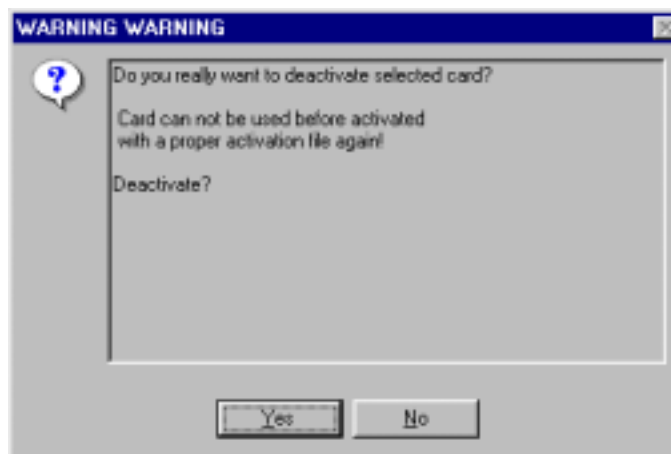 WARNING WARNING
Do you really want to deactivate selected card?
Card can not be used before activated
with a proper activation file again!
Deactivate?
Yes
No